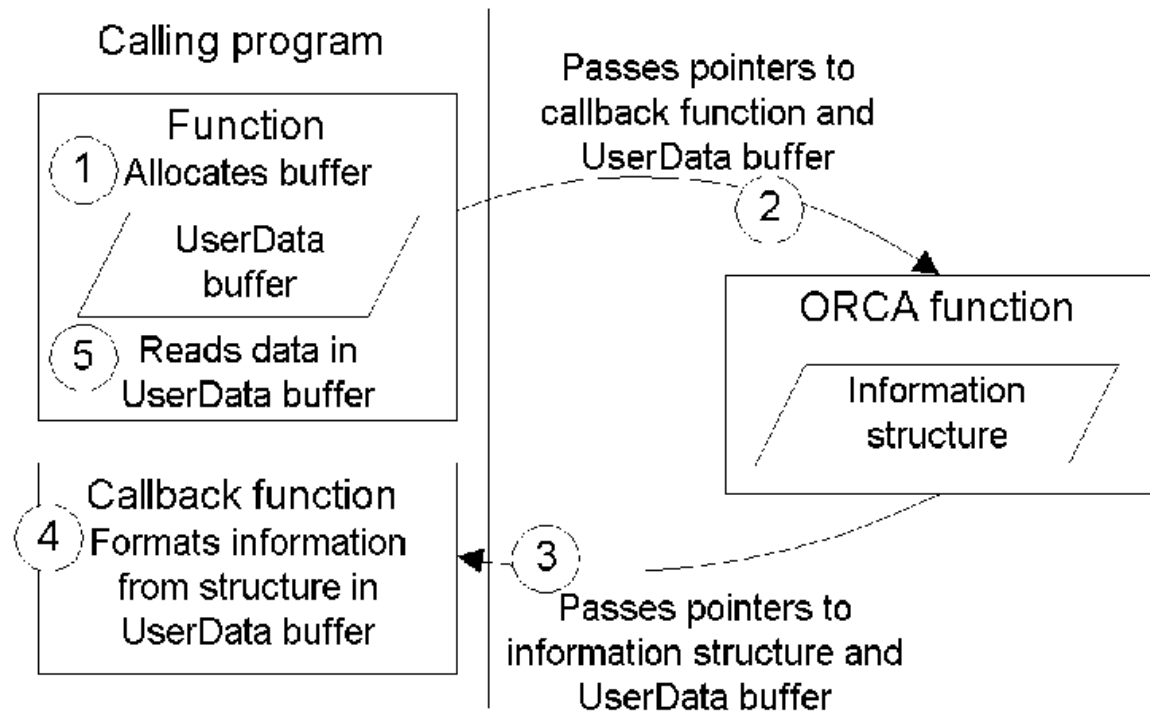 Calling program
Function
1 Allocates buffer
UserData
buffer
5 Reads data in
UserData buffer
Callback function
4 Formats information
from structure in
UserData buffer
Passes pointers to
callback function and
UserData buffer
2
ORCA function
Information
structure
3
Passes pointers to
information structure and
UserData buffer